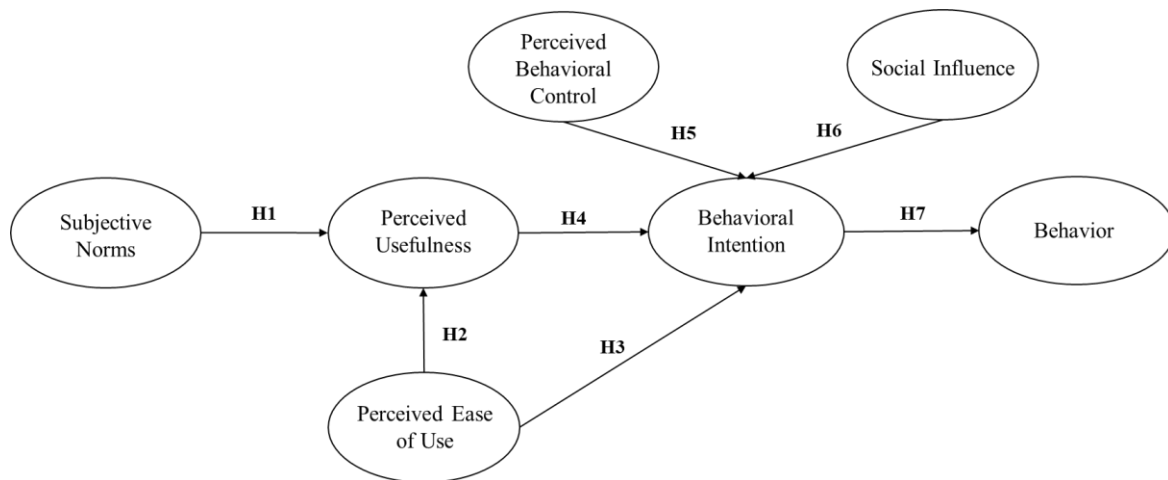 Perceived
Behavioral
Control
Social Influence
H5
H6
Subjective
Norms
H1
Perceived
Usefulness
H4
Behavioral
Intention
H7
Behavior
H2
H3
Perceived Ease
of Use